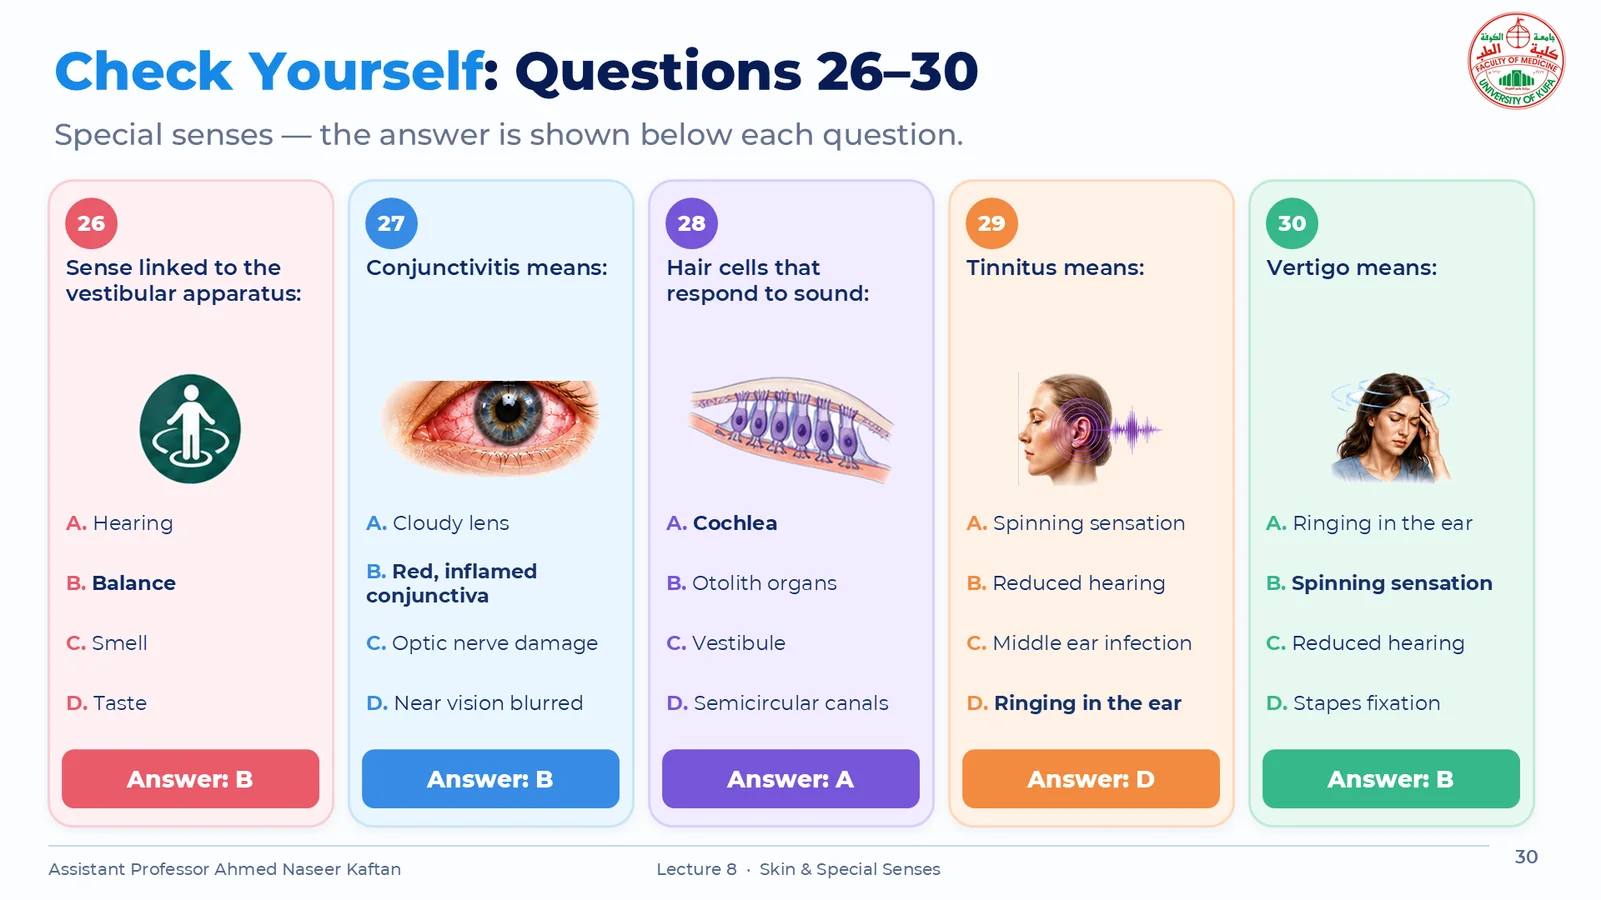 Check Yourself: Questions 26–30
Special senses — the answer is shown below each question.
جامعة الكوفة
كلية الطب
FACULTY OF MEDICINE
UNIVERSITY OF KUFA
26
Sense linked to the
vestibular apparatus:
A. Hearing
B. Balance
C. Smell
D. Taste
Answer: B
27
Conjunctivitis means:
A. Cloudy lens
B. Red, inflamed
conjunctiva
C. Optic nerve damage
D. Near vision blurred
Answer: B
28
Hair cells that
respond to sound:
A. Cochlea
B. Otolith organs
C. Vestibule
D. Semicircular canals
Answer: A
29
Tinnitus means:
A. Spinning sensation
B. Reduced hearing
C. Middle ear infection
D. Ringing in the ear
Answer: D
30
Vertigo means:
A. Ringing in the ear
B. Spinning sensation
C. Reduced hearing
D. Stapes fixation
Answer: B
Assistant Professor Ahmed Naseer Kaftan
Lecture 8 · Skin & Special Senses
30